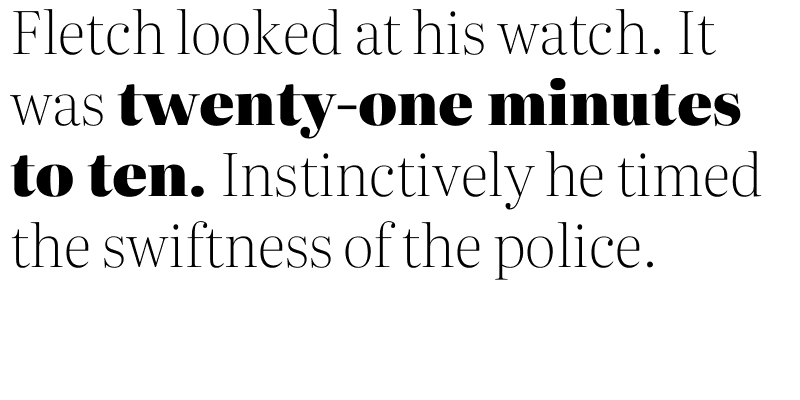 Fletch looked at his watch. It
was twenty-one minutes
to ten. Instinctively he timed
the swiftness of the police.